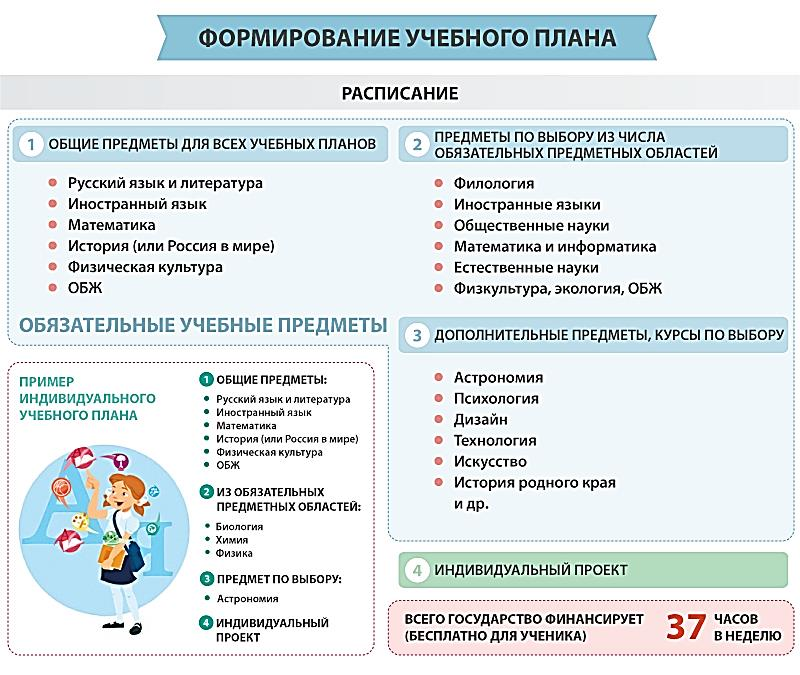 ФОРМИРОВАНИЕ УЧЕБНОГО ПЛАНА
РАСПИСАНИЕ
1 ОБЩИЕ ПРЕДМЕТЫ ДЛЯ ВСЕХ УЧЕБНЫХ ПЛАНОВ
Русский язык и литература
Иностранный язык
Математика
История (или Россия в мире)
Физическая культура
ОБЖ
ОБЯЗАТЕЛЬНЫЕ УЧЕБНЫЕ ПРЕДМЕТЫ
2 ПРЕДМЕТЫ ПО ВЫБОРУ ИЗ ЧИСЛА
ОБЯЗАТЕЛЬНЫХ ПРЕДМЕТНЫХ ОБЛАСТЕЙ
Филология
Иностранные языки
Общественные науки
Математика и информатика
Естественные науки
Физкультура, экология, ОБЖ
3 ДОПОЛНИТЕЛЬНЫЕ ПРЕДМЕТЫ, КУРСЫ ПО ВЫБОРУ
Астрономия
Психология
Дизайн
Технология
Искусство
История родного края
и др.
4 ИНДИВИДУАЛЬНЫЙ ПРОЕКТ
ВСЕГО ГОСУДАРСТВО ФИНАНСИРУЕТ
(БЕСПЛАТНО ДЛЯ УЧЕНИКА)
37 ЧАСОВ
В НЕДЕЛЮ
ПРИМЕР
ИНДИВИДУАЛЬНОГО
УЧЕБНОГО ПЛАНА
А
Я
1 ОБЩИЕ ПРЕДМЕТЫ:
Русский язык и литература
Иностранный язык
Математика
История (или Россия в мире)
Физическая культура
ОБЖ
2 ИЗ ОБЯЗАТЕЛЬНЫХ
ПРЕДМЕТНЫХ ОБЛАСТЕЙ:
Биология
Химия
Физика
3 ПРЕДМЕТ ПО ВЫБОРУ:
Астрономия
4 ИНДИВИДУАЛЬНЫЙ
ПРОЕКТ